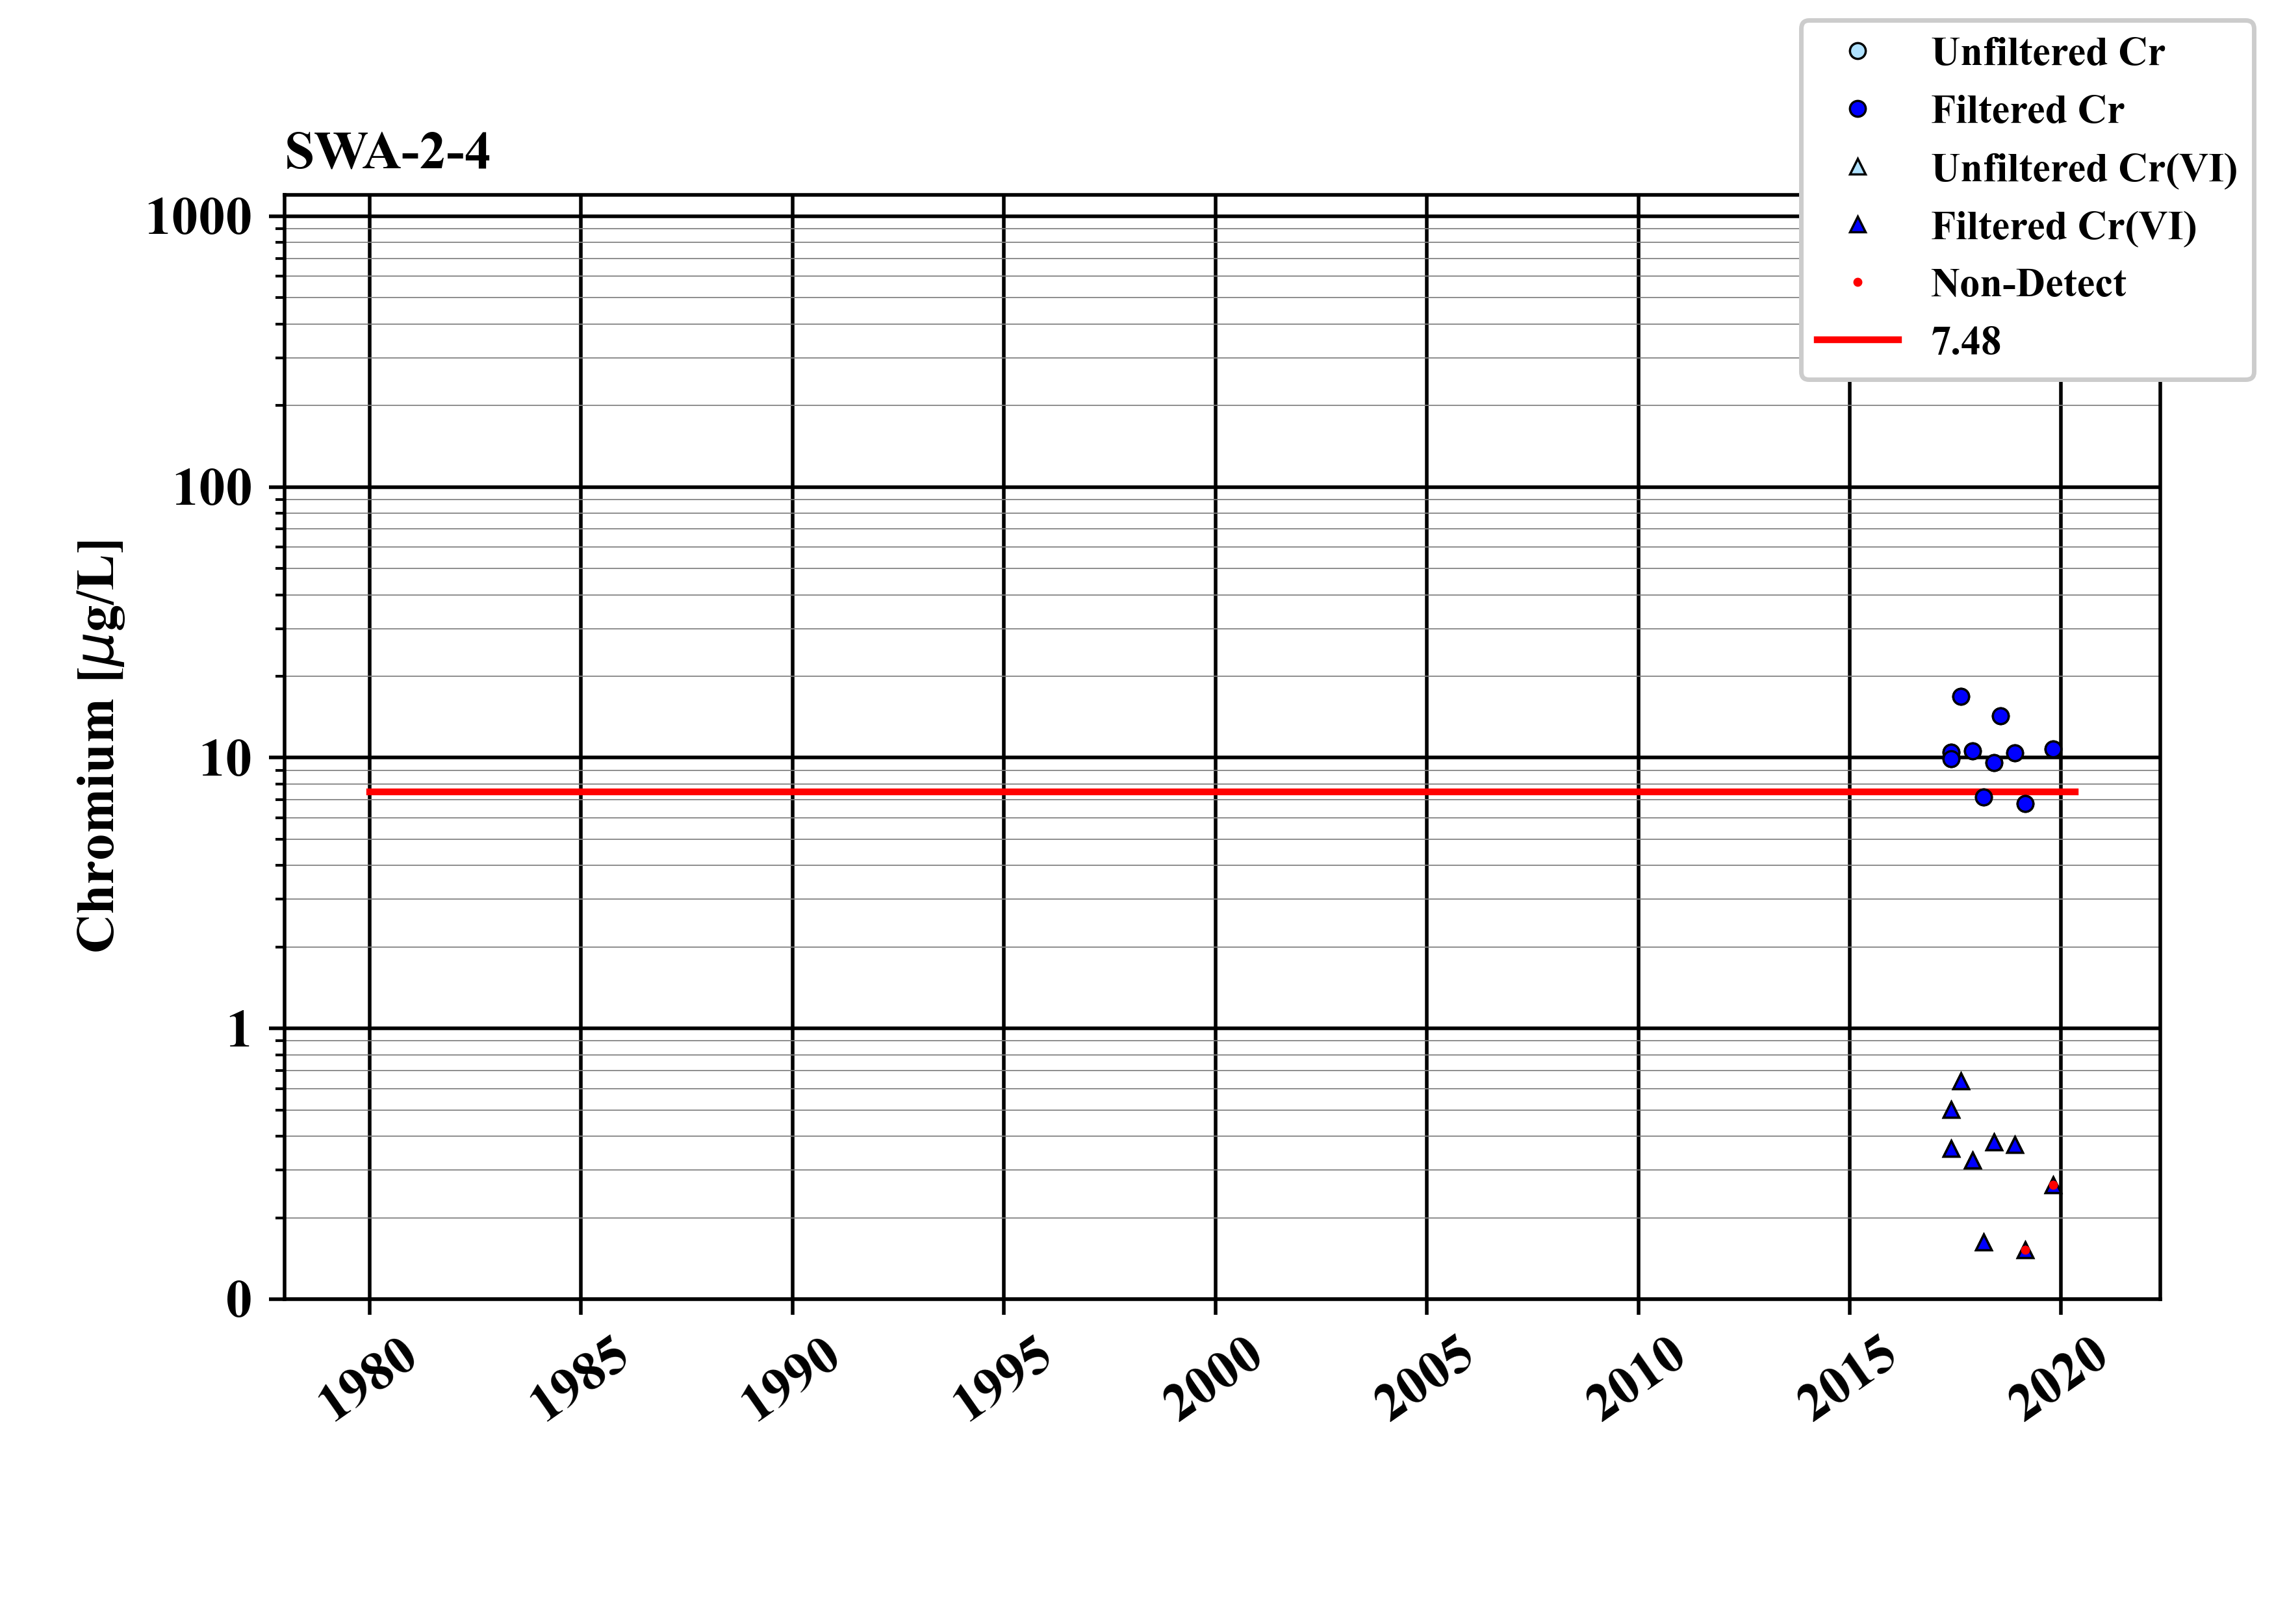 Unfiltered Cr
Filtered Cr
Unfiltered Cr(VI)
Filtered Cr(VI)
Non-Detect
7.48
SWA-2-4
Chromium [μg/L]
1000
100
10
1
0
1980
1985
1990
1995
2000
2005
2010
2015
2020